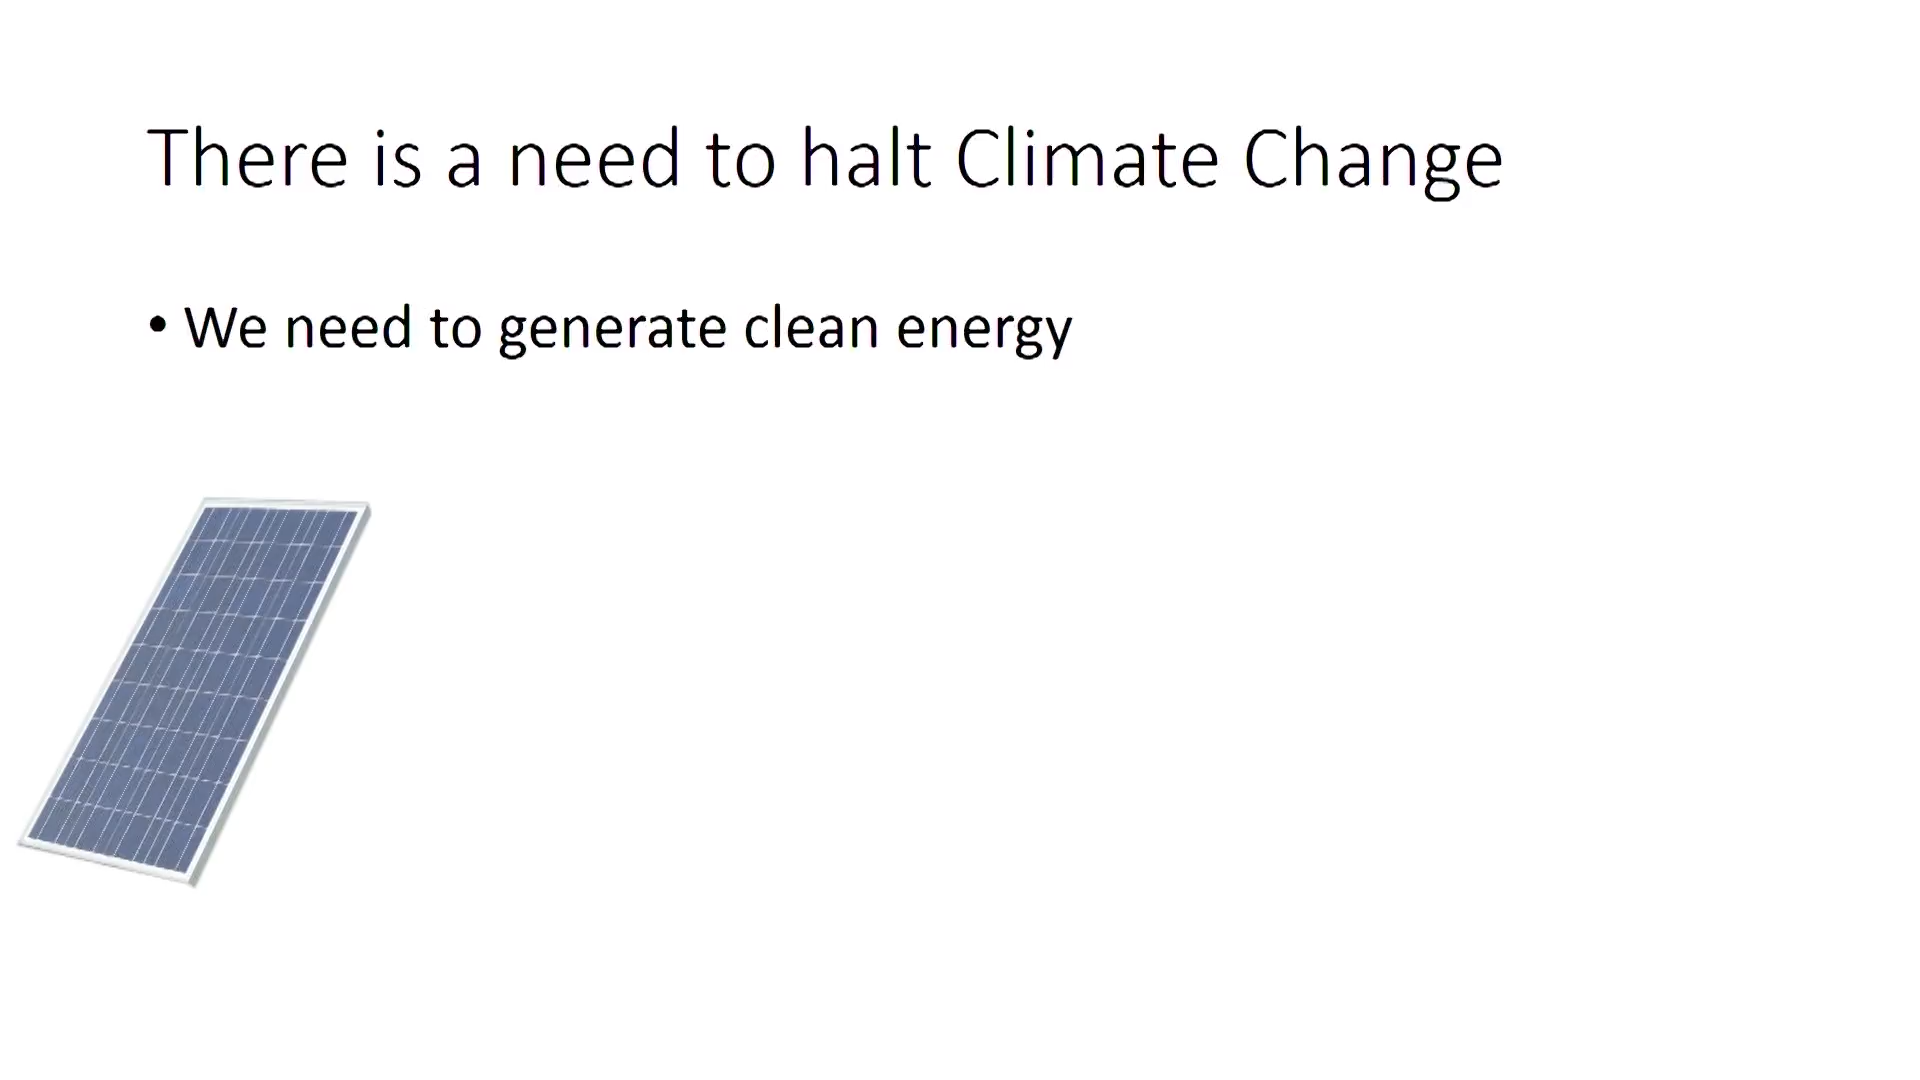 There is a need to halt Climate Change
• We need to generate clean energy